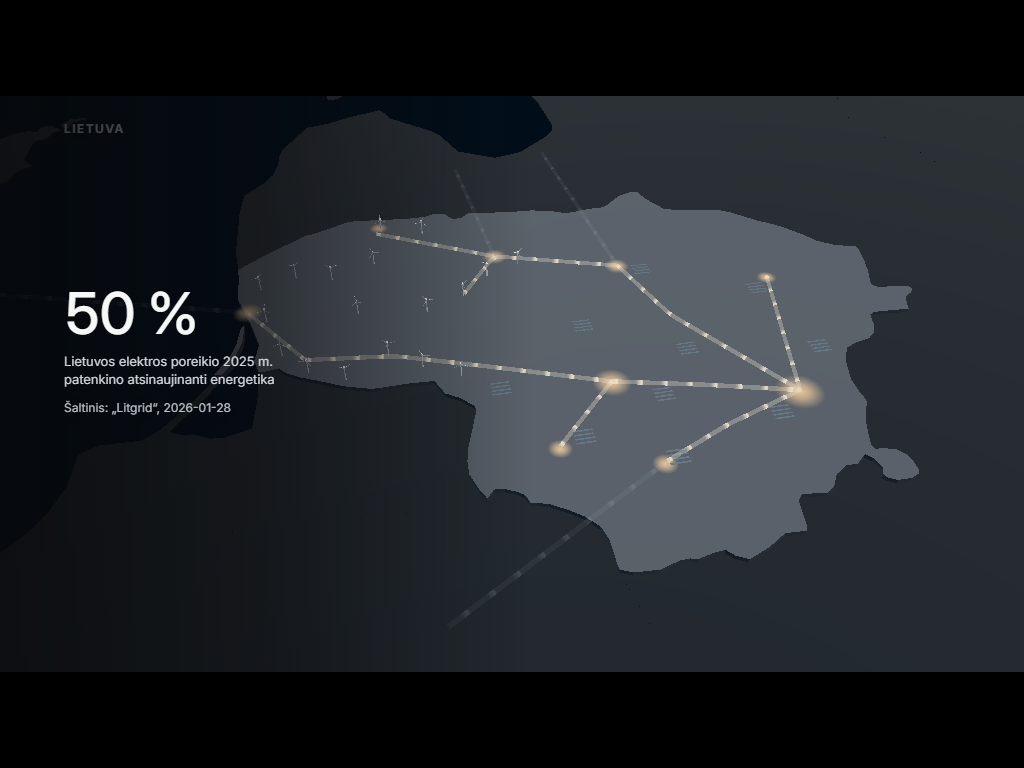 LIETUVA
50 %
Lietuvos elektros poreikio 2025 m.
patenkino atsinaujinanti energetika
Šaltinis: „Litgrid“, 2026-01-28